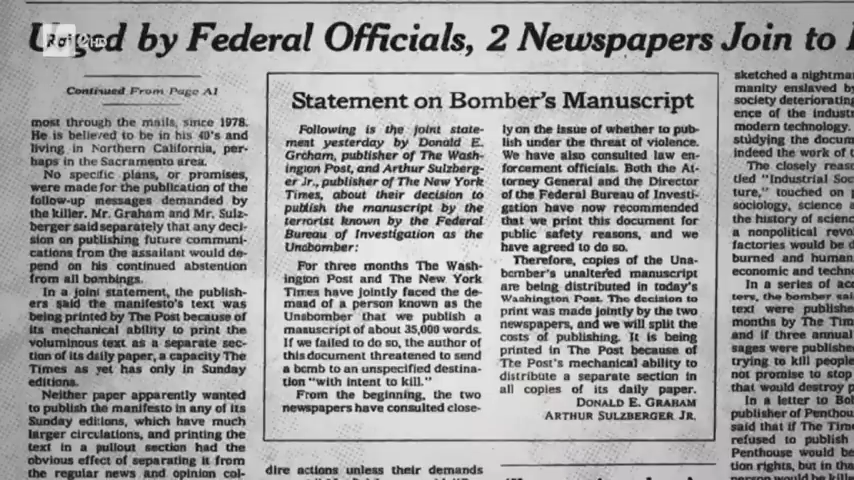 Urged by Federal Officials, 2 Newspapers Join to
Rai 2 HD
Continued From Page A1
most through the mails, since 1978.
He is believed to be in his 40's and
living in Northern California, per-
haps in the Sacramento area.
No specific plans, or promises,
were made for the publication of the
follow-up messages demanded by
the killer. Mr. Graham and Mr. Sulz-
berger said separately that any deci-
sion on publishing future communi-
cations from the assailant would de-
pend on his continued abstention
from all bombings.
In a joint statement, the publish-
ers said the manifesto's text was
being printed by The Post because of
its mechanical ability to print the
voluminous text as a separate sec-
tion of its daily paper, a capacity The
Times as yet has only in Sunday
editions.
Neither paper apparently wanted
to publish the manifesto in any of its
Sunday editions, which have much
larger circulations, and printing the
text in a pullout section had the
obvious effect of separating it from
the regular news and opinion col-
Statement on Bomber's Manuscript
Following is the joint state-
ment yesterday by Donald E.
Graham, publisher of The Wash-
ington Post, and Arthur Sulzberg-
er Jr., publisher of The New York
Times, about their decision to
publish the manuscript by the
terrorist known by the Federal
Bureau of Investigation as the
Unabomber:
For three months The Wash-
ington Post and The New York
Times have jointly faced the de-
mand of a person known as the
Unabomber that we publish a
manuscript of about 35,000 words.
If we failed to do so, the author of
this document threatened to send
a bomb to an unspecified destina-
tion "with intent to kill."
From the beginning, the two
newspapers have consulted close-
ly on the issue of whether to pub-
lish under the threat of violence.
We have also consulted law en-
forcement officials. Both the At-
torney General and the Director
of the Federal Bureau of Investi-
gation have now recommended
that we print this document for
public safety reasons, and we
have agreed to do so.
Therefore, copies of the Una-
bomber's unaltered manuscript
are being distributed in today's
Washington Post. The decision to
print was made jointly by the two
newspapers, and we will split the
costs of publishing. It is being
printed in The Post because of
The Post's mechanical ability to
distribute a separate section in
all copies of its daily paper.
DONALD E. GRAHAM
ARTHUR SULZBERGER JR.
dire actions unless their demands
sketched a nightma
manity enslaved by
society deteriorating
ence of the industr
modern technology.
studying the docum
indeed the work of t
The closely reaso
tled "Industrial Soc
ture," touched on p
sociology, science a
the history of scienc
a nonpolitical revo
factories would be d
burned and human
economic and techno
In a series of acc
ters, the bomber sai
text were publishe
months by The Tim
and if three annual
sages were publishe
trying to kill people
not promise to stop
that would destroy p
In a letter to Bob
publisher of Penthou
said that if The Time
refused to publish
Penthouse would be
tion rights, but in tha
person would be kille